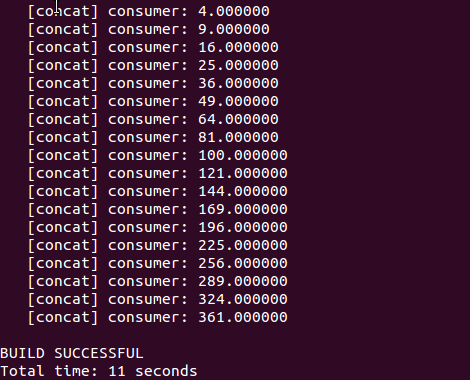 [concat] consumer: 4.000000
[concat] consumer: 9.000000
[concat] consumer: 16.000000
[concat] consumer: 25.000000
[concat] consumer: 36.000000
[concat] consumer: 49.000000
[concat] consumer: 64.000000
[concat] consumer: 81.000000
[concat] consumer: 100.000000
[concat] consumer: 121.000000
[concat] consumer: 144.000000
[concat] consumer: 169.000000
[concat] consumer: 196.000000
[concat] consumer: 225.000000
[concat] consumer: 256.000000
[concat] consumer: 289.000000
[concat] consumer: 324.000000
[concat] consumer: 361.000000
BUILD SUCCESSFUL
Total time: 11 seconds